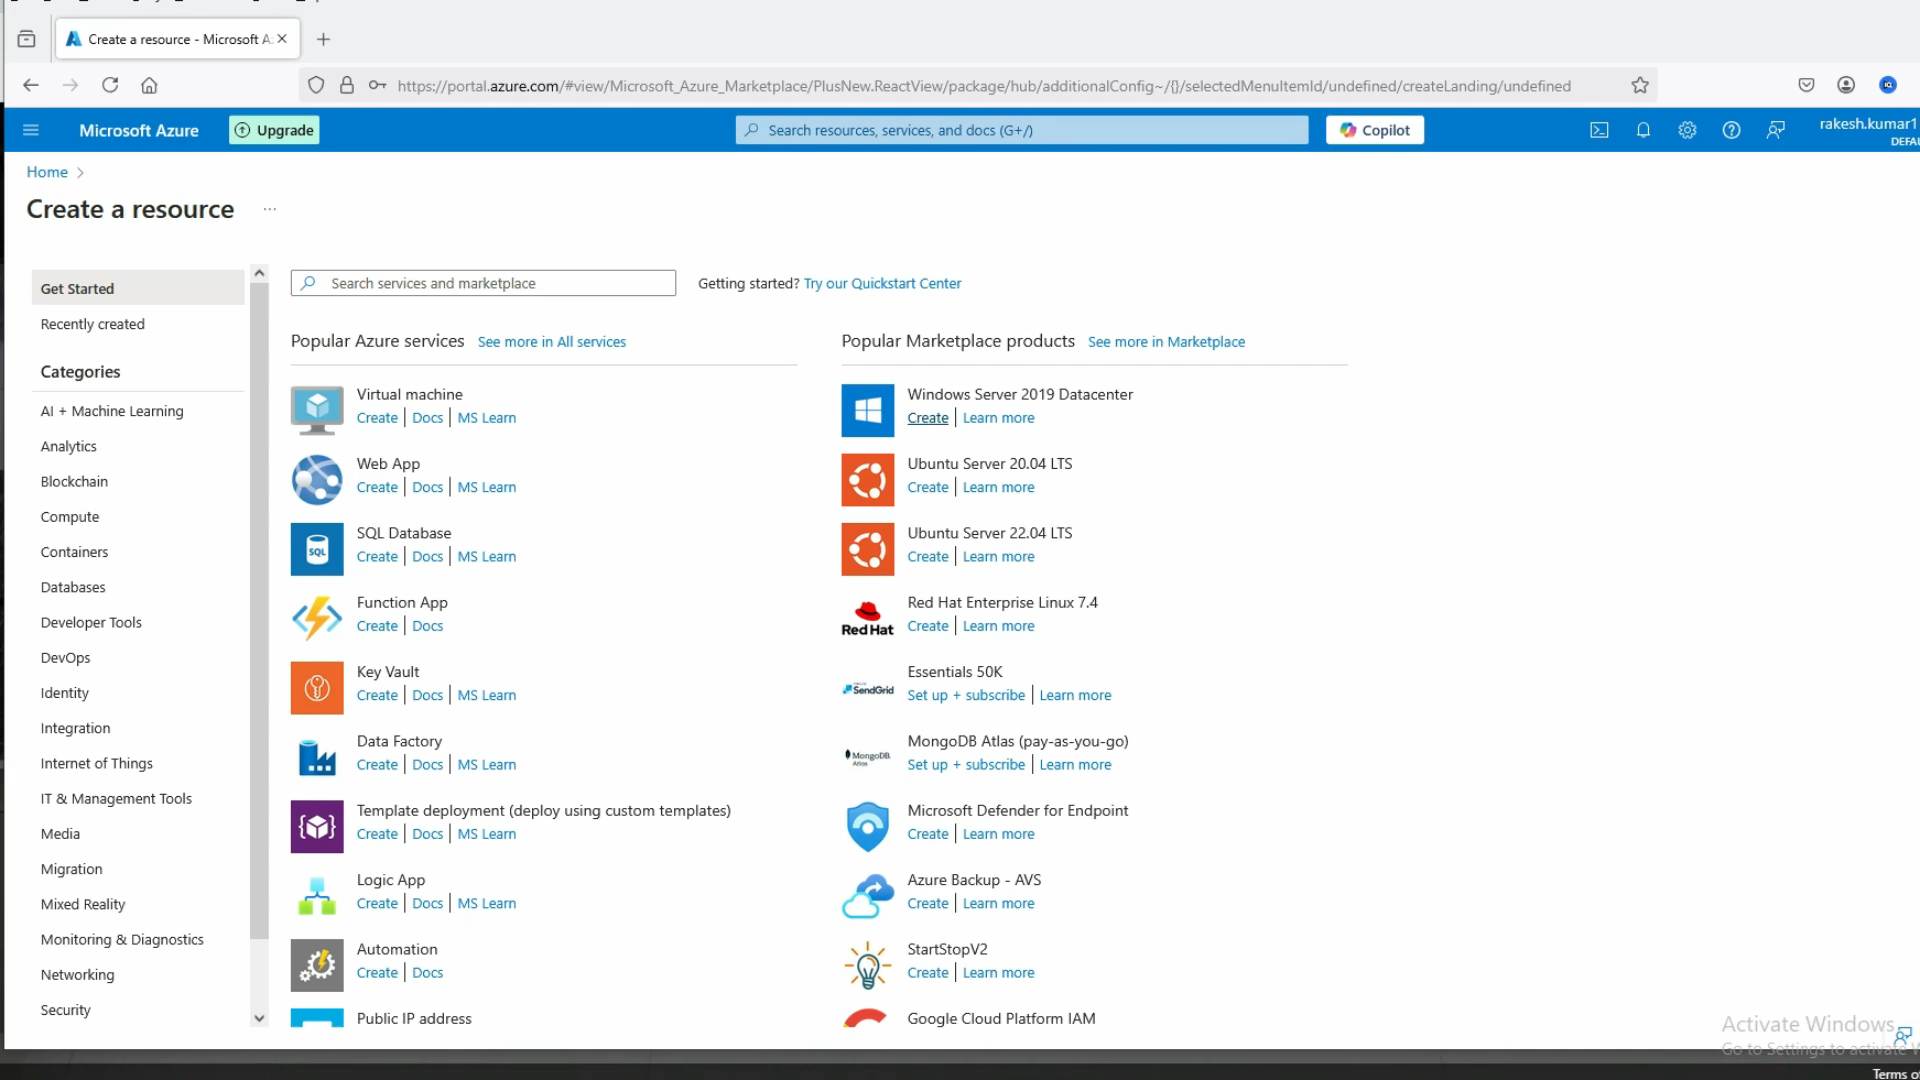 Create a resource - Microsoft A
https://portal.azure.com/#view/Microsoft_Azure_Marketplace/PlusNew.ReactView/package/hub/additionalConfig~/{}/selectedMenuItemId/undefined/createLanding/undefined
Microsoft Azure
Upgrade
Search resources, services, and docs (G+/)
Copilot
rakesh.kumar1
DEFAU
Home >
Create a resource ...
Get Started
Recently created
Categories
AI + Machine Learning
Analytics
Blockchain
Compute
Containers
Databases
Developer Tools
DevOps
Identity
Integration
Internet of Things
IT & Management Tools
Media
Migration
Mixed Reality
Monitoring & Diagnostics
Networking
Security
Search services and marketplace
Getting started? Try our Quickstart Center
Popular Azure services See more in All services
Virtual machine
Create | Docs | MS Learn
Web App
Create | Docs | MS Learn
SQL
SQL Database
Create | Docs | MS Learn
Function App
Create | Docs
Key Vault
Create | Docs | MS Learn
Data Factory
Create | Docs | MS Learn
Template deployment (deploy using custom templates)
Create | Docs | MS Learn
Logic App
Create | Docs | MS Learn
Automation
Create | Docs
Public IP address
Popular Marketplace products See more in Marketplace
Windows Server 2019 Datacenter
Create | Learn more
Ubuntu Server 20.04 LTS
Create | Learn more
Ubuntu Server 22.04 LTS
Create | Learn more
Red Hat
Red Hat Enterprise Linux 7.4
Create | Learn more
SendGrid
Essentials 50K
Set up + subscribe | Learn more
MongoDB.
Atlas
MongoDB Atlas (pay-as-you-go)
Set up + subscribe | Learn more
Microsoft Defender for Endpoint
Create | Learn more
Azure Backup - AVS
Create | Learn more
StartStopV2
Create | Learn more
Google Cloud Platform IAM
Activate Windows
Go to Settings to activate W
Terms of